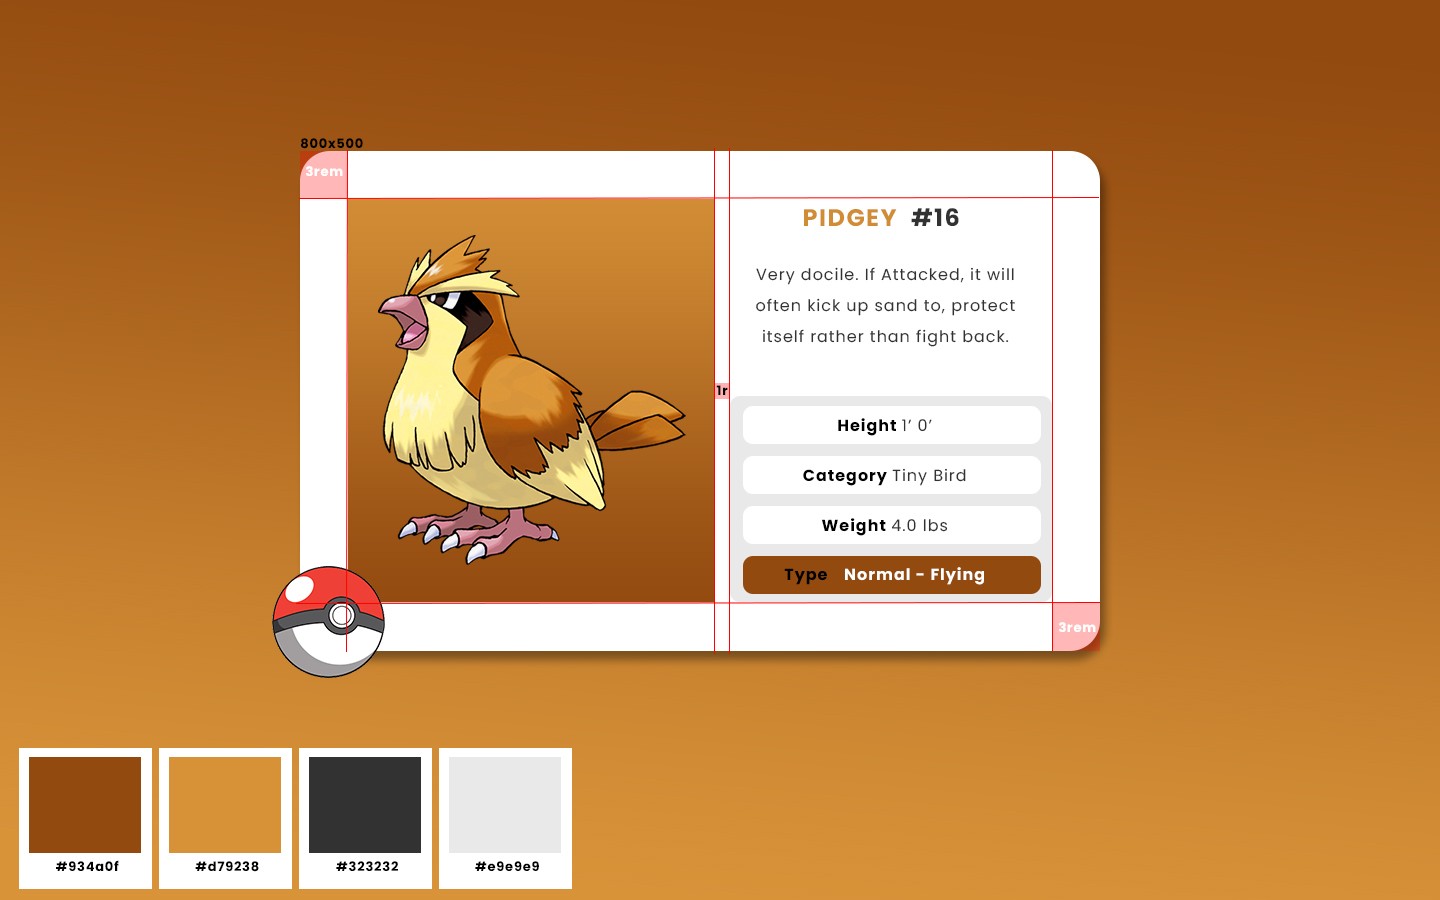 800x500
3rem
PIDGEY #16
Very docile. If Attacked, it will
often kick up sand to, protect
itself rather than fight back.
1r
Height 1’ 0’
Category Tiny Bird
Weight 4.0 lbs
Type Normal - Flying
3rem
#934a0f
#d79238
#323232
#e9e9e9